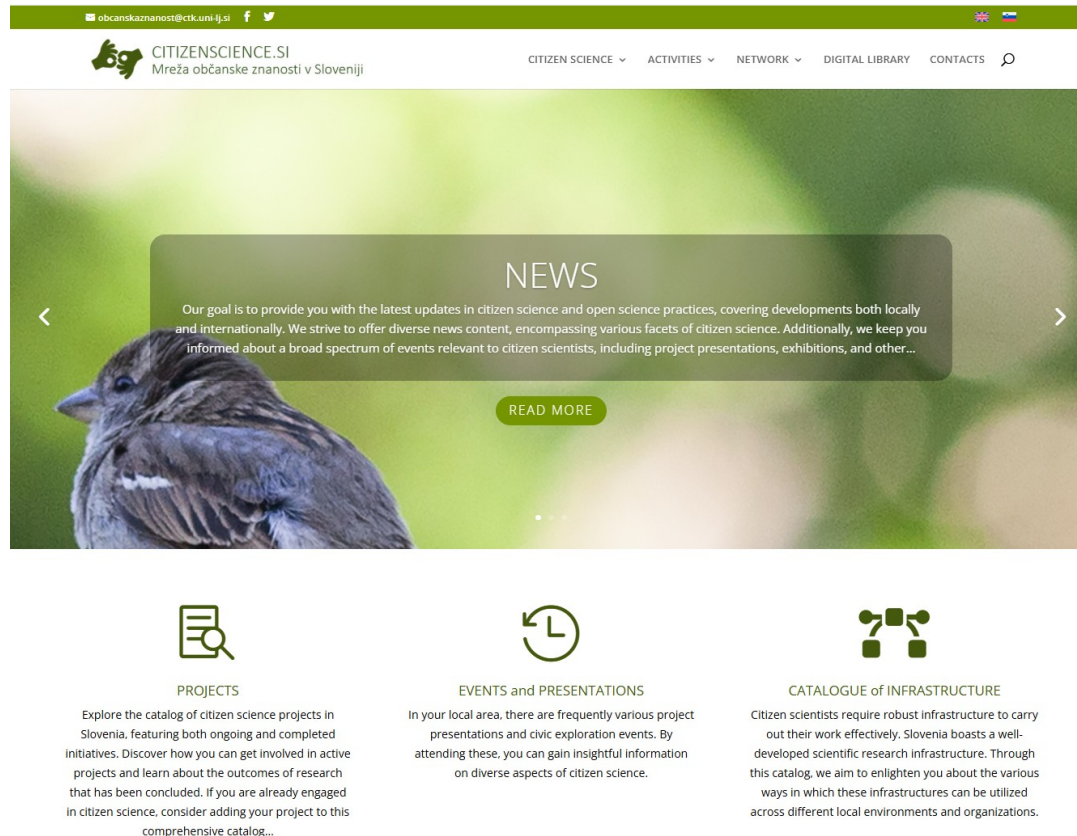 obcanskaznanost@ctk.uni-lj.si
CITIZENSCIENCE.SI
Mreža občanske znanosti v Sloveniji
CITIZEN SCIENCE ACTIVITIES NETWORK DIGITAL LIBRARY CONTACTS
NEWS
Our goal is to provide you with the latest updates in citizen science and open science practices, covering developments both locally
and internationally. We strive to offer diverse news content, encompassing various facets of citizen science. Additionally, we keep you
informed about a broad spectrum of events relevant to citizen scientists, including project presentations, exhibitions, and other...
READ MORE
PROJECTS
Explore the catalog of citizen science projects in
Slovenia, featuring both ongoing and completed
initiatives. Discover how you can get involved in active
projects and learn about the outcomes of research
that has been concluded. If you are already engaged
in citizen science, consider adding your project to this
comprehensive catalog...
EVENTS and PRESENTATIONS
In your local area, there are frequently various project
presentations and civic exploration events. By
attending these, you can gain insightful information
on diverse aspects of citizen science.
CATALOGUE of INFRASTRUCTURE
Citizen scientists require robust infrastructure to carry
out their work effectively. Slovenia boasts a well-
developed scientific research infrastructure. Through
this catalog, we aim to enlighten you about the various
ways in which these infrastructures can be utilized
across different local environments and organizations.